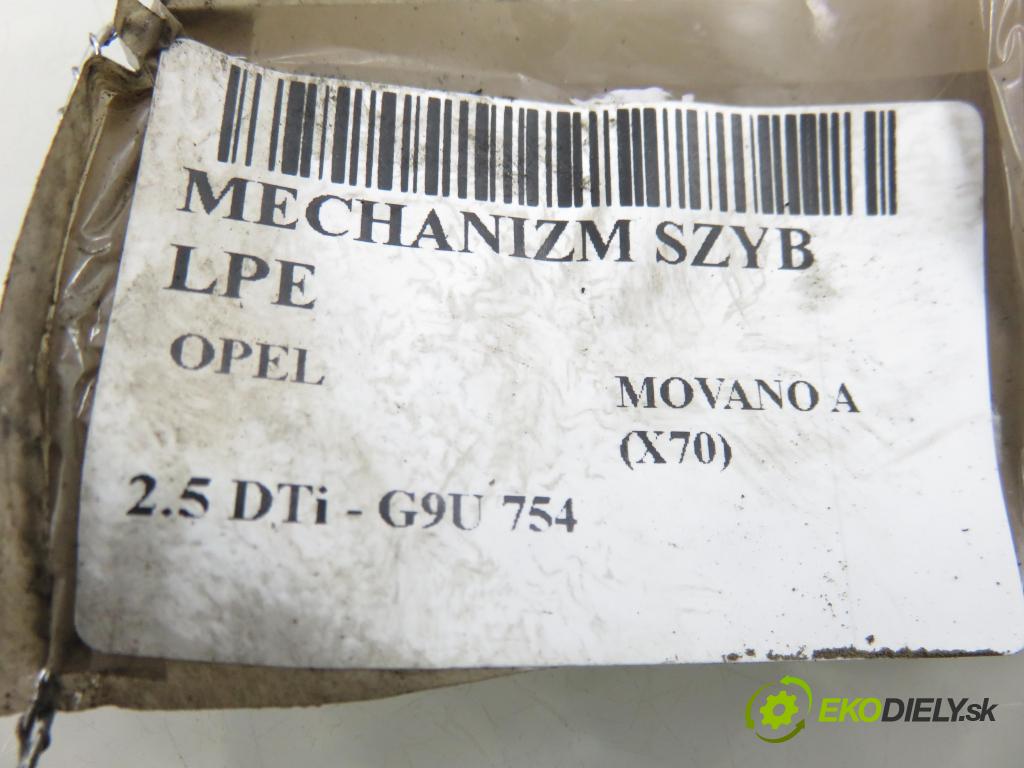 MECHANIZM SZYB
LPE
OPEL
MOVANO A
(X70)
2.5 DTi - G9U 754
EKODIELY.sk